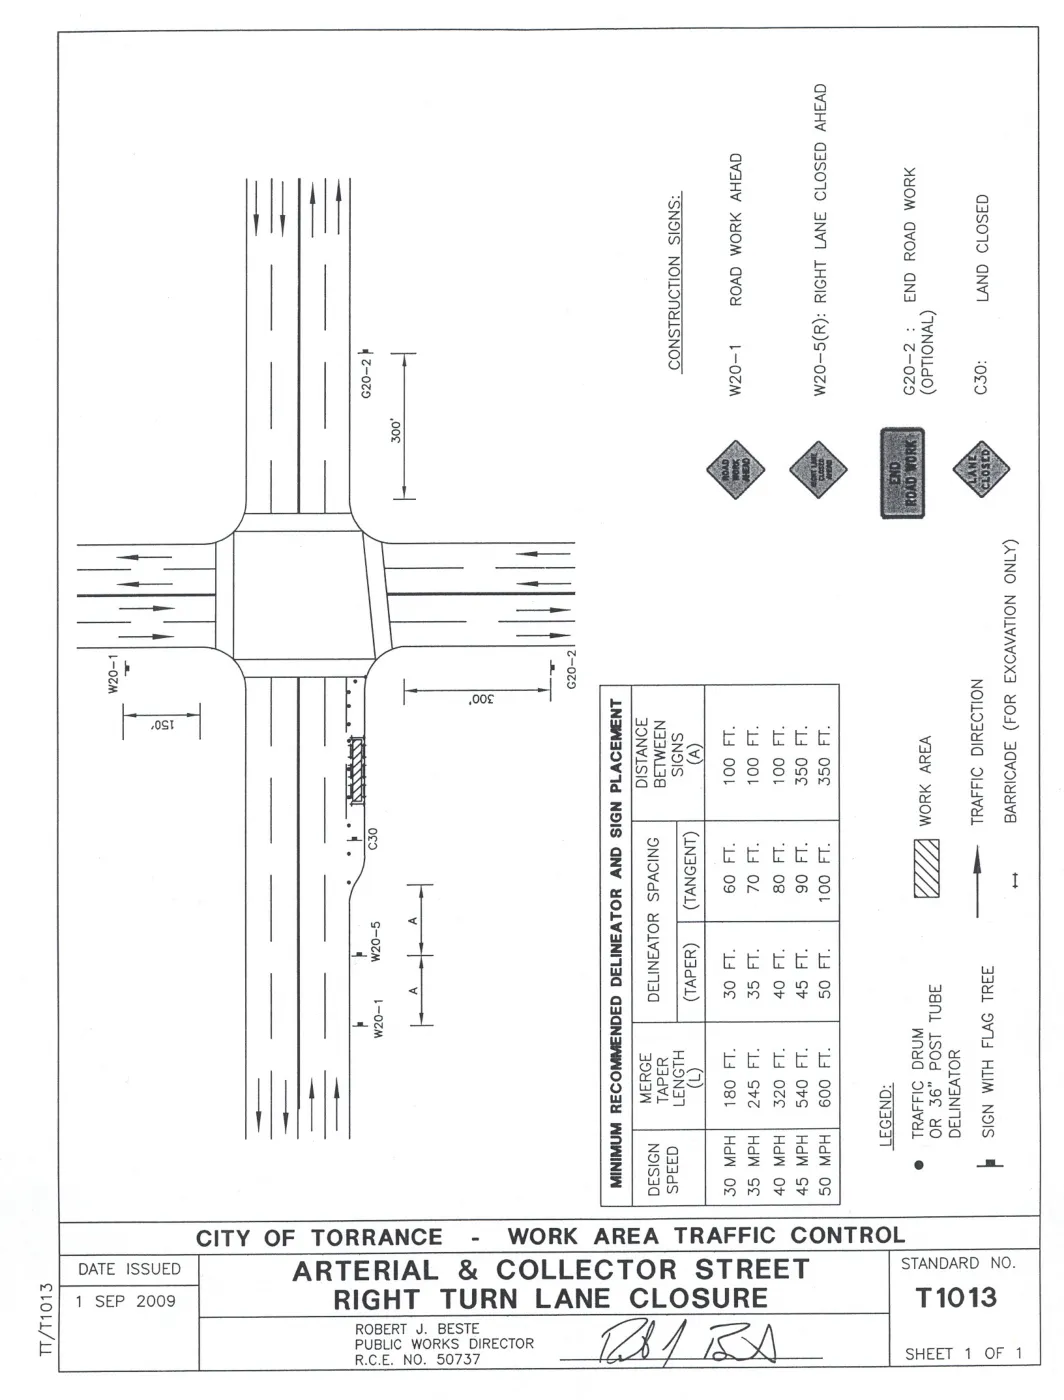 W20-1
150'
G20-2
300'
300'
G20-2
C30
W20-5
A
W20-1
A
CONSTRUCTION SIGNS:
ROAD
WORK
AHEAD
W20-1 ROAD WORK AHEAD
RIGHT LANE
CLOSED
AHEAD
W20-5(R): RIGHT LANE CLOSED AHEAD
END
ROAD WORK
G20-2 : END ROAD WORK
(OPTIONAL)
LANE
CLOSED
C30: LAND CLOSED
MINIMUM RECOMMENDED DELINEATOR AND SIGN PLACEMENT
DESIGN
SPEED
MERGE
TAPER
LENGTH
(L)
DELINEATOR SPACING
(TAPER) (TANGENT)
DISTANCE
BETWEEN
SIGNS
(A)
30 MPH 180 FT. 30 FT. 60 FT. 100 FT.
35 MPH 245 FT. 35 FT. 70 FT. 100 FT.
40 MPH 320 FT. 40 FT. 80 FT. 100 FT.
45 MPH 540 FT. 45 FT. 90 FT. 350 FT.
50 MPH 600 FT. 50 FT. 100 FT. 350 FT.
LEGEND:
TRAFFIC DRUM
OR 36" POST TUBE
DELINEATOR
SIGN WITH FLAG TREE
WORK AREA
TRAFFIC DIRECTION
BARRICADE (FOR EXCAVATION ONLY)
CITY OF TORRANCE - WORK AREA TRAFFIC CONTROL
DATE ISSUED
1 SEP 2009
ARTERIAL & COLLECTOR STREET
RIGHT TURN LANE CLOSURE
ROBERT J. BESTE
PUBLIC WORKS DIRECTOR
R.C.E. NO. 50737
STANDARD NO.
T1013
SHEET 1 OF 1
TT/T1013